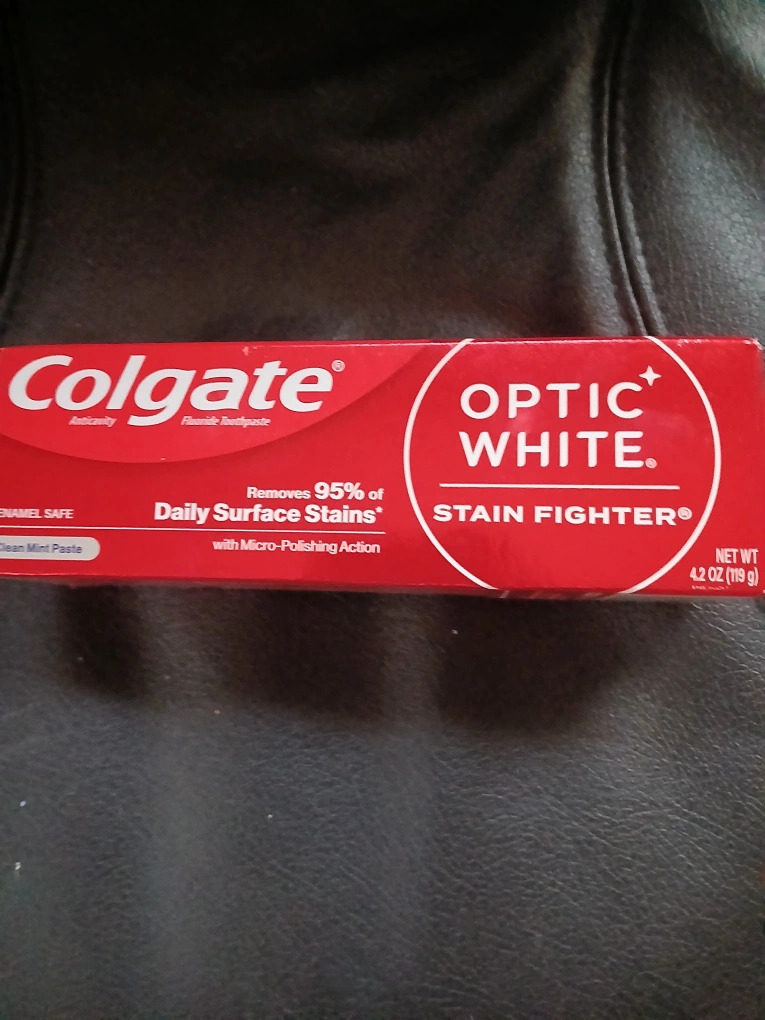 Colgate®
Anticavity Fluoride Toothpaste
OPTIC
WHITE®
STAIN FIGHTER®
Removes 95% of
Daily Surface Stains*
with Micro-Polishing Action
ENAMEL SAFE
Clean Mint Paste
NET WT
4.2 OZ (119 g)